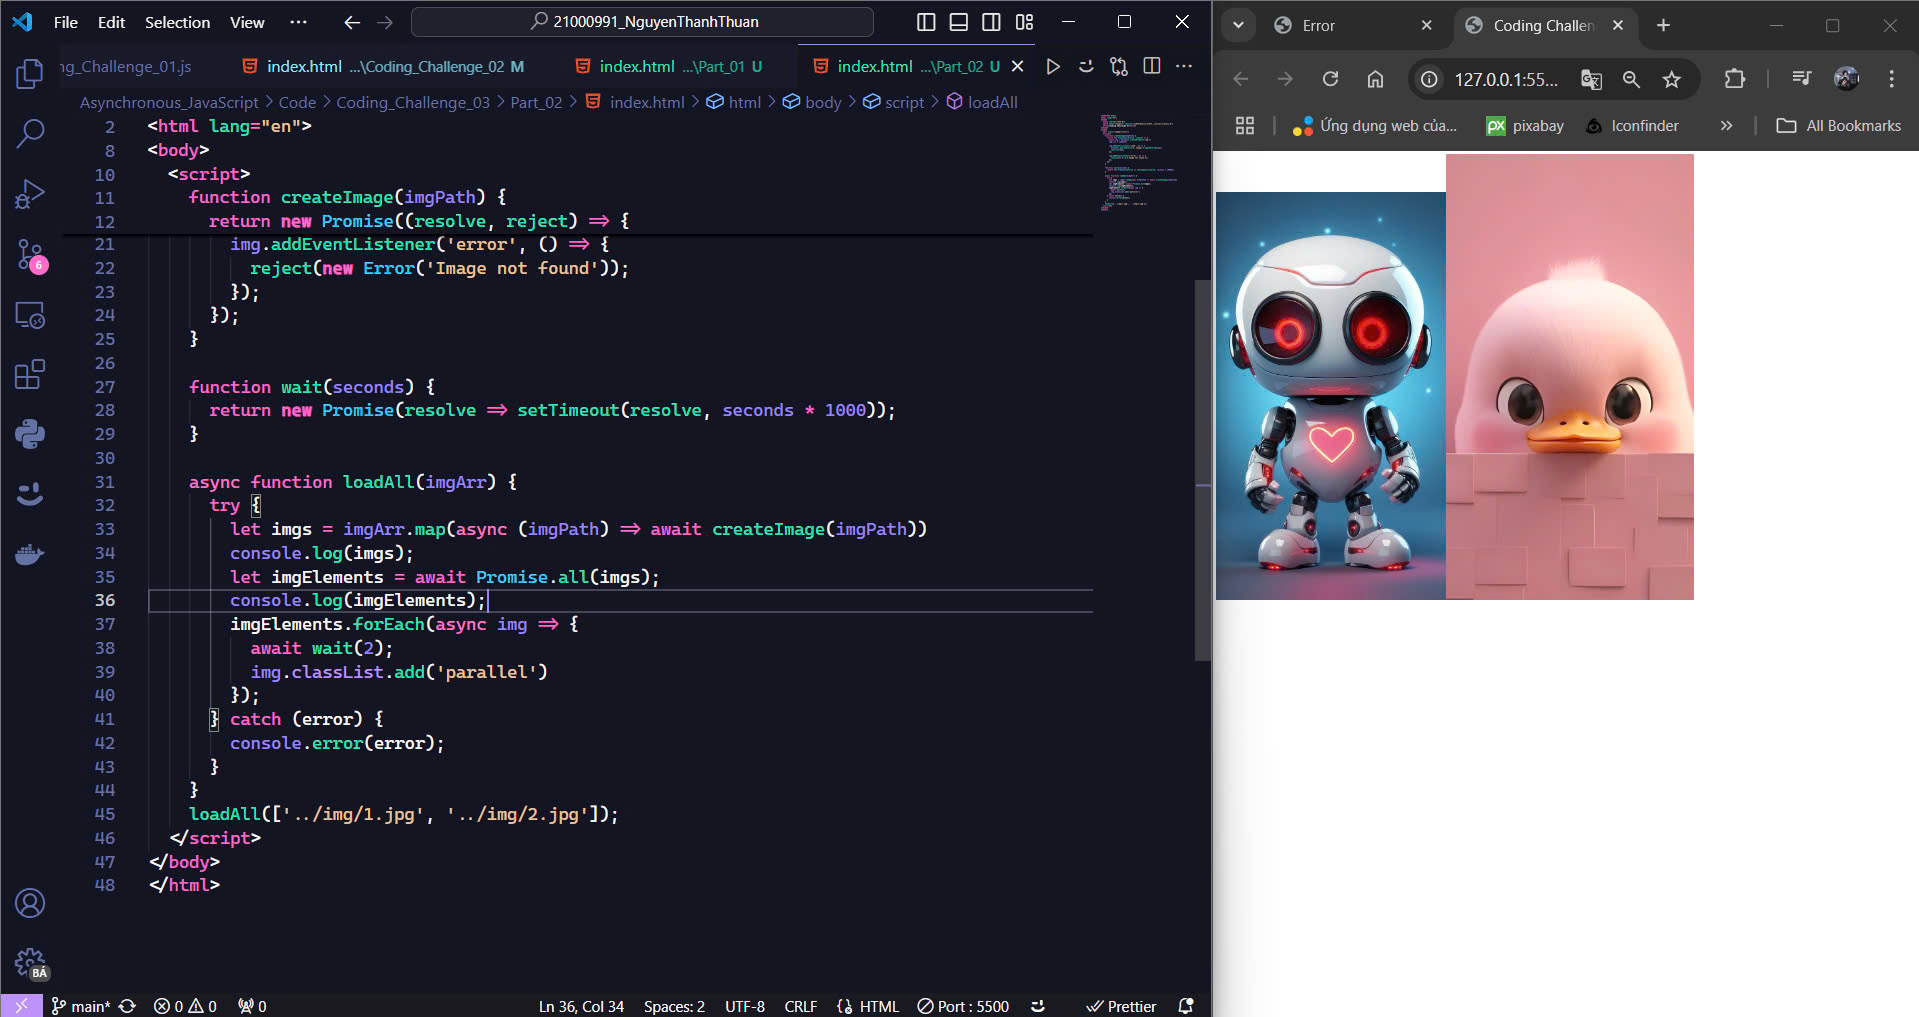 File Edit Selection View ··· 21000991_NguyenThanhThuan
ng_Challenge_01.js index.html ...\Coding_Challenge_02 M index.html ...\Part_01 U index.html ...\Part_02 U
Asynchronous_JavaScript > Code > Coding_Challenge_03 > Part_02 > index.html > html > body > script > loadAll
2 <html lang="en">
8 <body>
10 <script>
11 function createImage(imgPath) {
12 return new Promise((resolve, reject) => {
21 img.addEventListener('error', () => {
22 reject(new Error('Image not found'));
23 });
24 });
25 }
26
27 function wait(seconds) {
28 return new Promise(resolve => setTimeout(resolve, seconds * 1000));
29 }
30
31 async function loadAll(imgArr) {
32 try {
33 let imgs = imgArr.map(async (imgPath) => await createImage(imgPath))
34 console.log(imgs);
35 let imgElements = await Promise.all(imgs);
36 console.log(imgElements);
37 imgElements.forEach(async img => {
38 await wait(2);
39 img.classList.add('parallel')
40 });
41 } catch (error) {
42 console.error(error);
43 }
44 }
45 loadAll(['../img/1.jpg', '../img/2.jpg']);
46 </script>
47 </body>
48 </html>
6
BÁ
main* 0 0 0 Ln 36, Col 34 Spaces: 2 UTF-8 CRLF HTML Port : 5500 Prettier
Error Coding Challen
127.0.0.1:55...
Ứng dụng web của... px pixabay Iconfinder » All Bookmarks